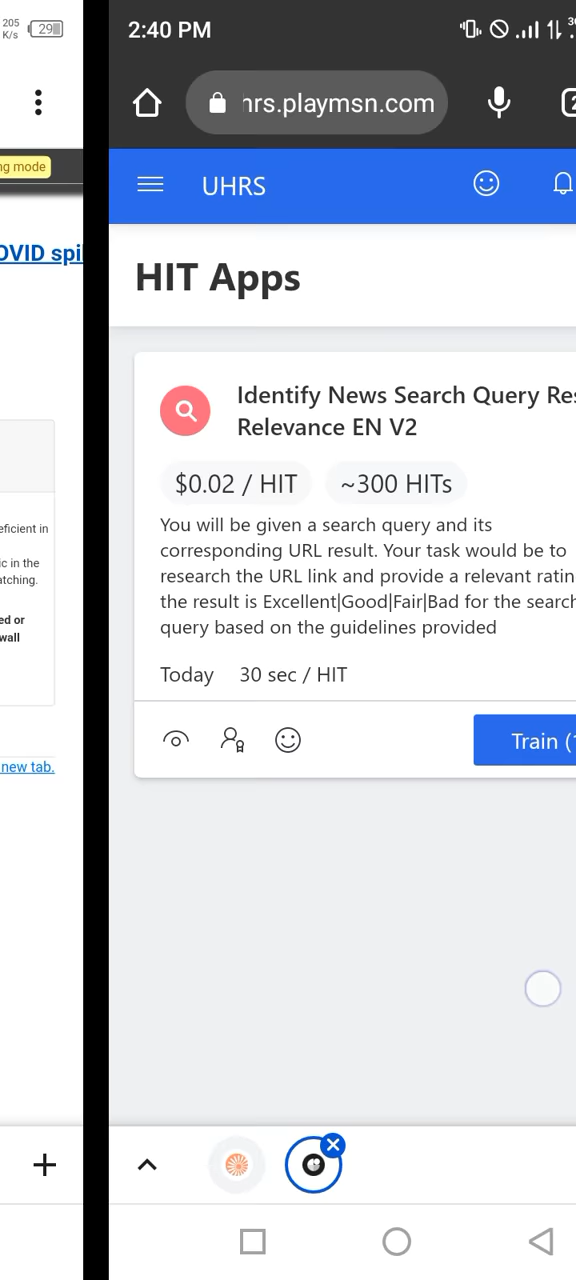 205
K/s
29
ng mode
OVID spi
eficient in
ic in the
atching.
ed or
wall
new tab.
2:40 PM
hrs.playmsn.com
UHRS
HIT Apps
Identify News Search Query Res
Relevance EN V2
$0.02 / HIT
~300 HITs
You will be given a search query and its
corresponding URL result. Your task would be to
research the URL link and provide a relevant ratin
the result is Excellent|Good|Fair|Bad for the search
query based on the guidelines provided
Today 30 sec / HIT
Train (